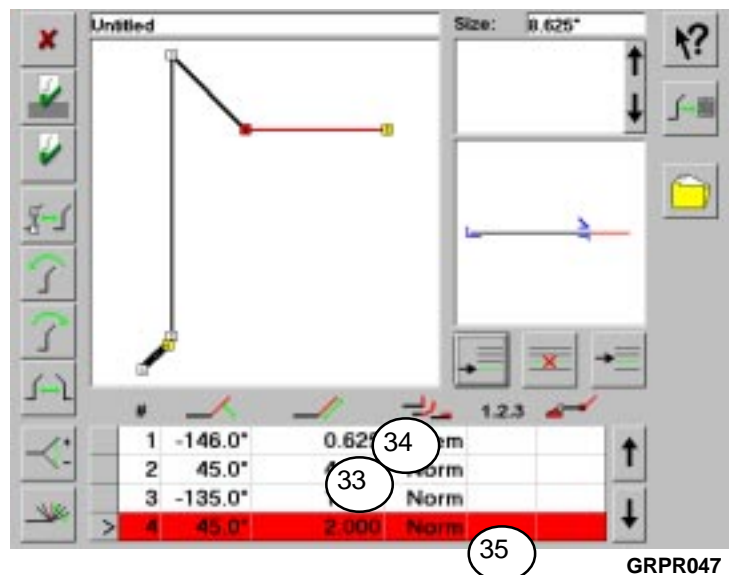 Untitled Size: 8.625"
# 1.2.3
1 -146.0° 0.625 34 em
2 45.0° 33 Norm
3 -135.0° Norm
> 4 45.0° 2.000 Norm
35
GRPR047